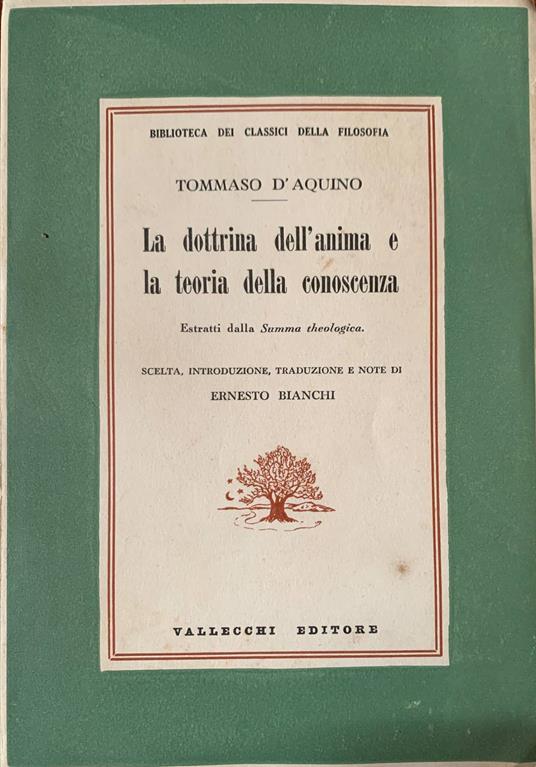 BIBLIOTECA DEI CLASSICI DELLA FILOSOFIA
TOMMASO D'AQUINO
La dottrina dell'anima e
la teoria della conoscenza
Estratti dalla Summa theologica.
SCELTA, INTRODUZIONE, TRADUZIONE E NOTE DI
ERNESTO BIANCHI
VALLECCHI EDITORE